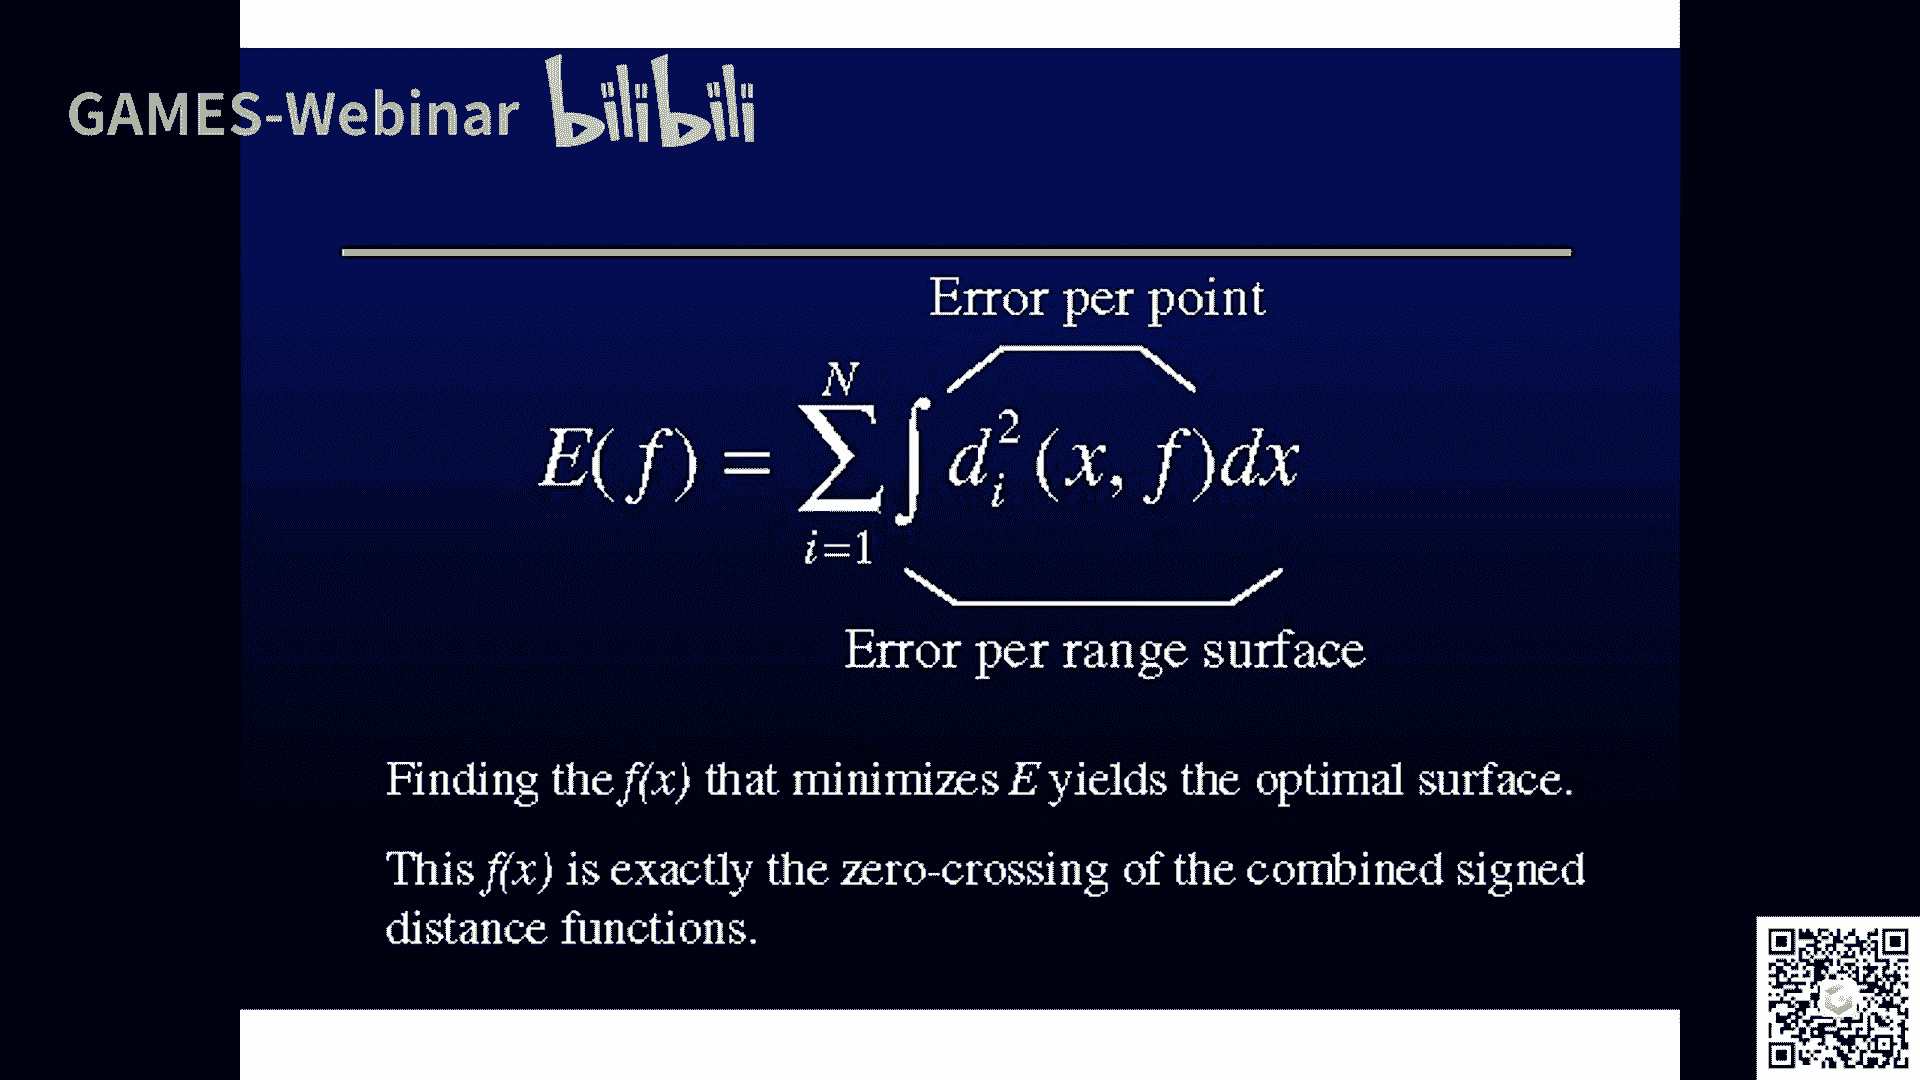 GAMES-Webinar bilibili
Error per point
E(f) = \sum_{i=1}^{N} \int d_i^2(x, f)dx
Error per range surface
Finding the f(x) that minimizes E yields the optimal surface.
This f(x) is exactly the zero-crossing of the combined signed
distance functions.